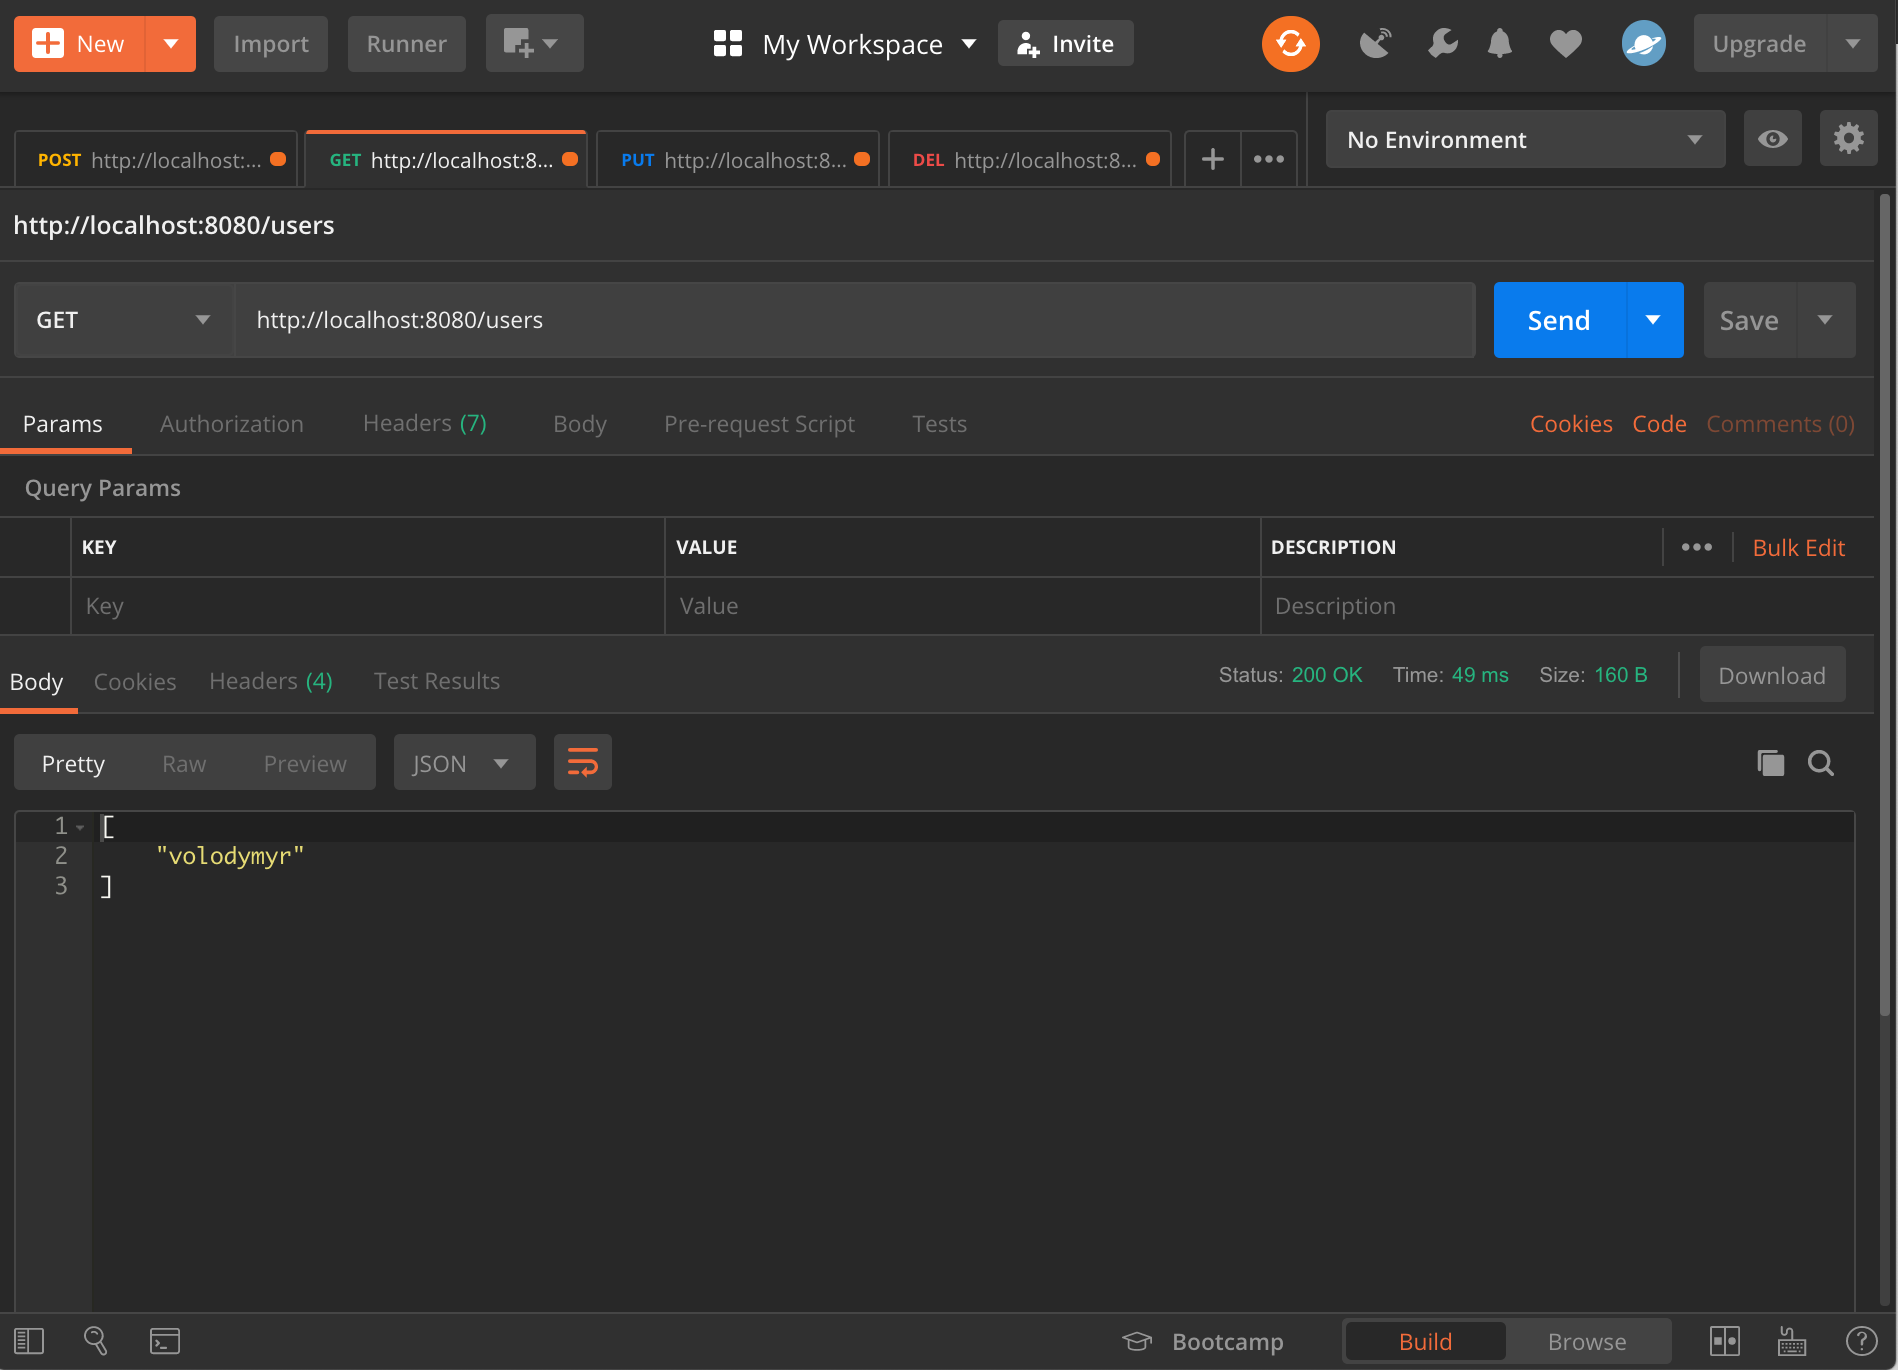 New Import Runner My Workspace Invite Upgrade
POST http://localhost:... GET http://localhost:8... PUT http://localhost:8... DEL http://localhost:8... No Environment
http://localhost:8080/users
GET http://localhost:8080/users Send Save
Params Authorization Headers (7) Body Pre-request Script Tests Cookies Code Comments (0)
Query Params
KEY VALUE DESCRIPTION Bulk Edit
Key Value Description
Body Cookies Headers (4) Test Results Status: 200 OK Time: 49 ms Size: 160 B Download
Pretty Raw Preview JSON
1 [
2 "volodymyr"
3 ]
Bootcamp Build Browse